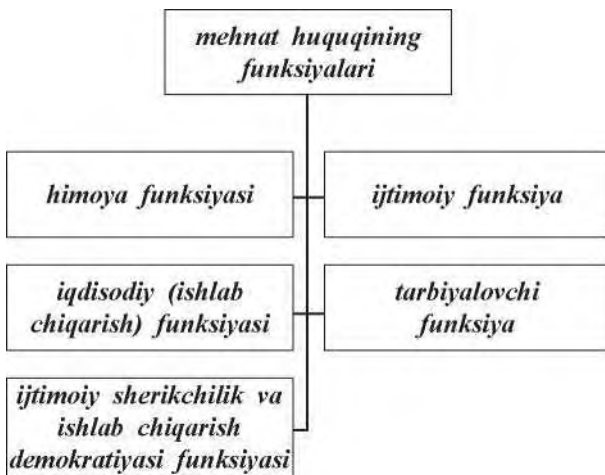 mehnat huquqining
funksiyalari
himoya funksiyasi
ijtimoiy funksiya
iqdisodiy (ishlab
chiqarish) funksiyasi
tarbiyalovchi
funksiya
ijtimoiy sherikchilik va
ishlab chiqarish
demokratiyasi funksiyasi